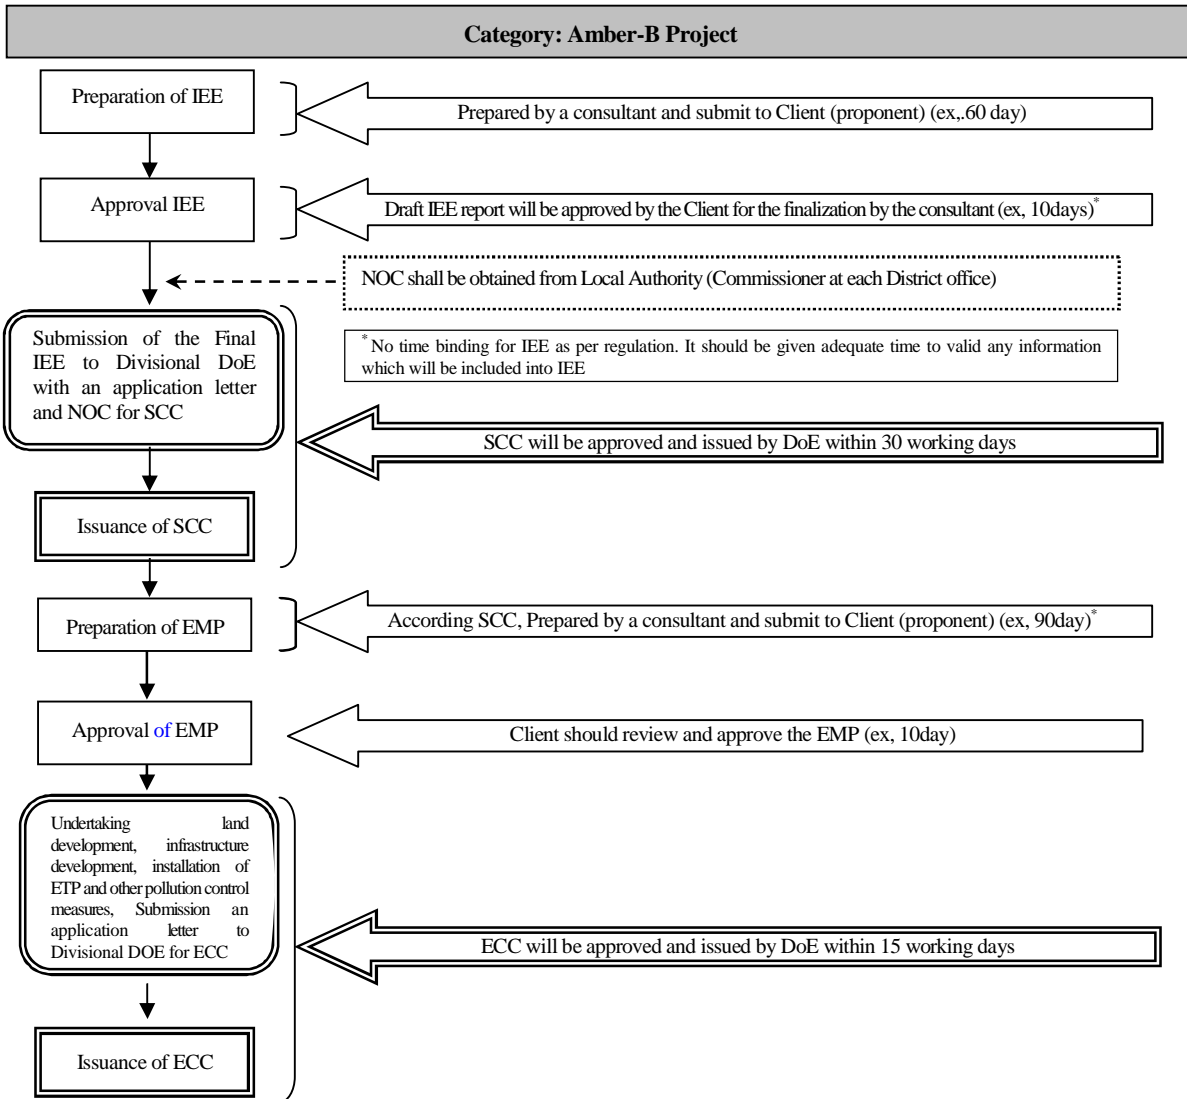 Category: Amber-B Project
Preparation of IEE
Prepared by a consultant and submit to Client (proponent) (ex,.60 day)
Approval IEE
Draft IEE report will be approved by the Client for the finalization by the consultant (ex, 10days)*
NOC shall be obtained from Local Authority (Commissioner at each District office)
Submission of the Final
IEE to Divisional DoE
with an application letter
and NOC for SCC
* No time binding for IEE as per regulation. It should be given adequate time to valid any information
which will be included into IEE
SCC will be approved and issued by DoE within 30 working days
Issuance of SCC
Preparation of EMP
According SCC, Prepared by a consultant and submit to Client (proponent) (ex, 90day)*
Approval of EMP
Client should review and approve the EMP (ex, 10day)
Undertaking land
development, infrastructure
development, installation of
ETP and other pollution control
measures, Submission an
application letter to
Divisional DOE for ECC
ECC will be approved and issued by DoE within 15 working days
Issuance of ECC